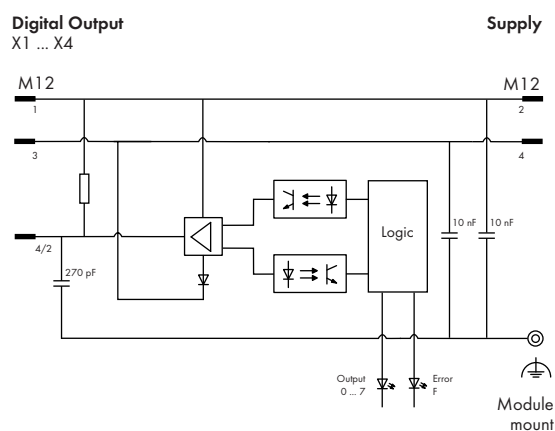 Digital Output
X1 ... X4
Supply
M12
M12
1
2
3
4
10 nF
10 nF
Logic
4/2
270 pF
Output
0 ... 7
Error
F
Module
mount